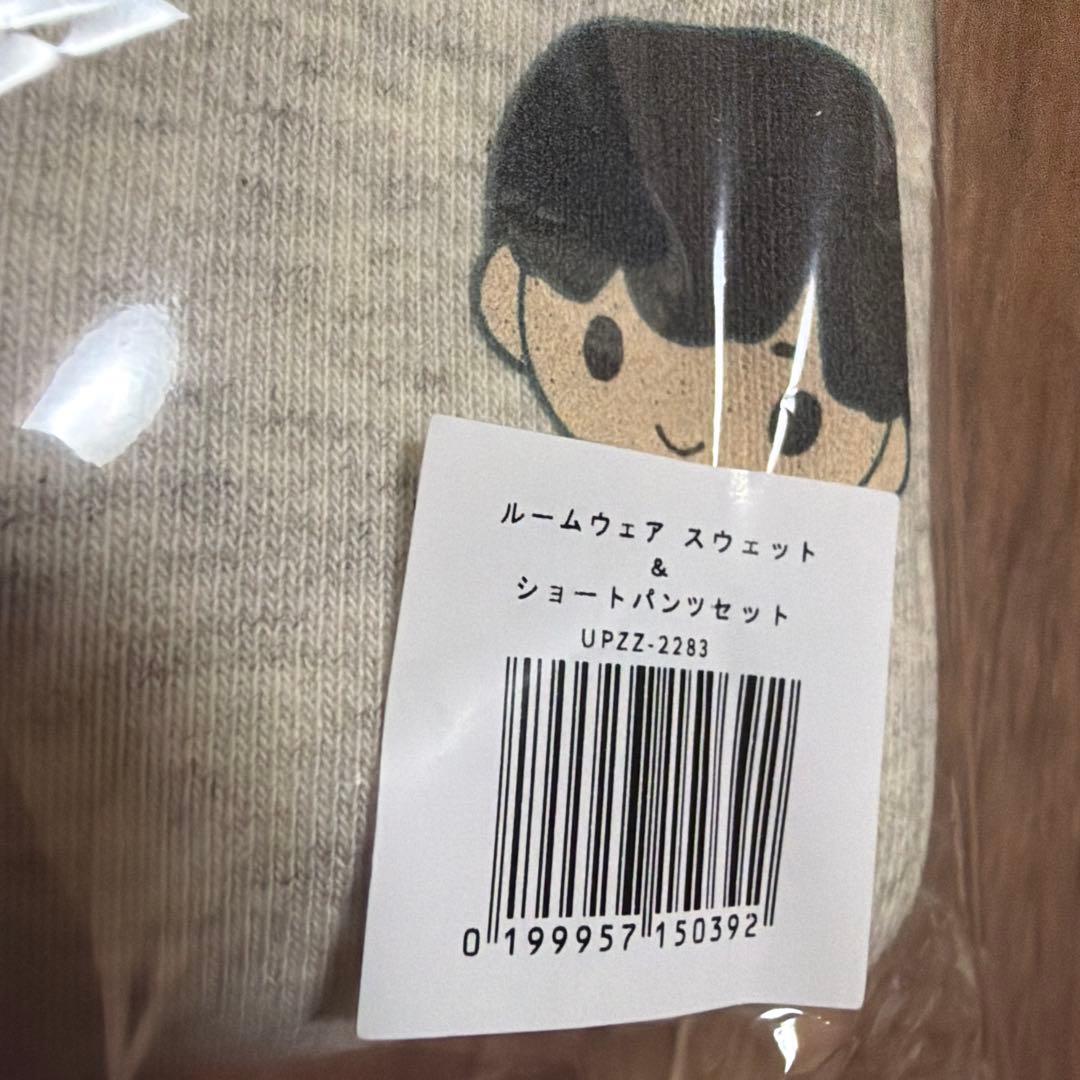 ルームウェア スウェット
&
ショートパンツセット
UPZZ-2283
0 199957 150392